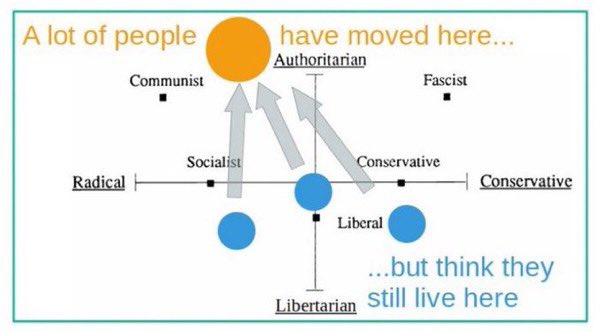 A lot of people have moved here...
Authoritarian
Communist
Fascist
Socialist
Conservative
Radical
Conservative
Liberal
...but think they
still live here
Libertarian